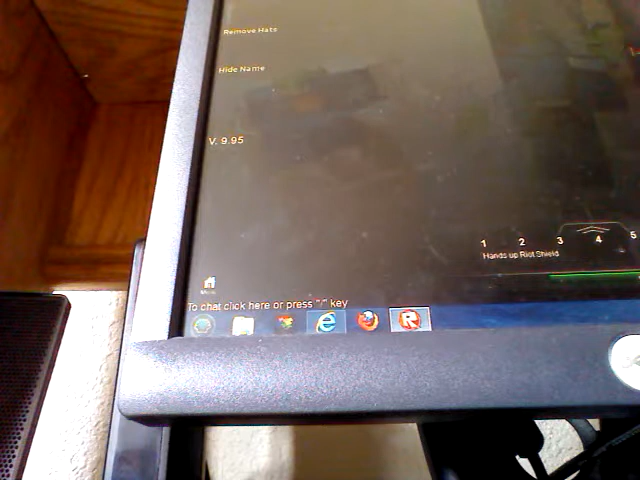 Remove Hats
Hide Name
V. 9.95
1 2 3 4 5
Hands up Riot Shield
To chat click here or press "/" key